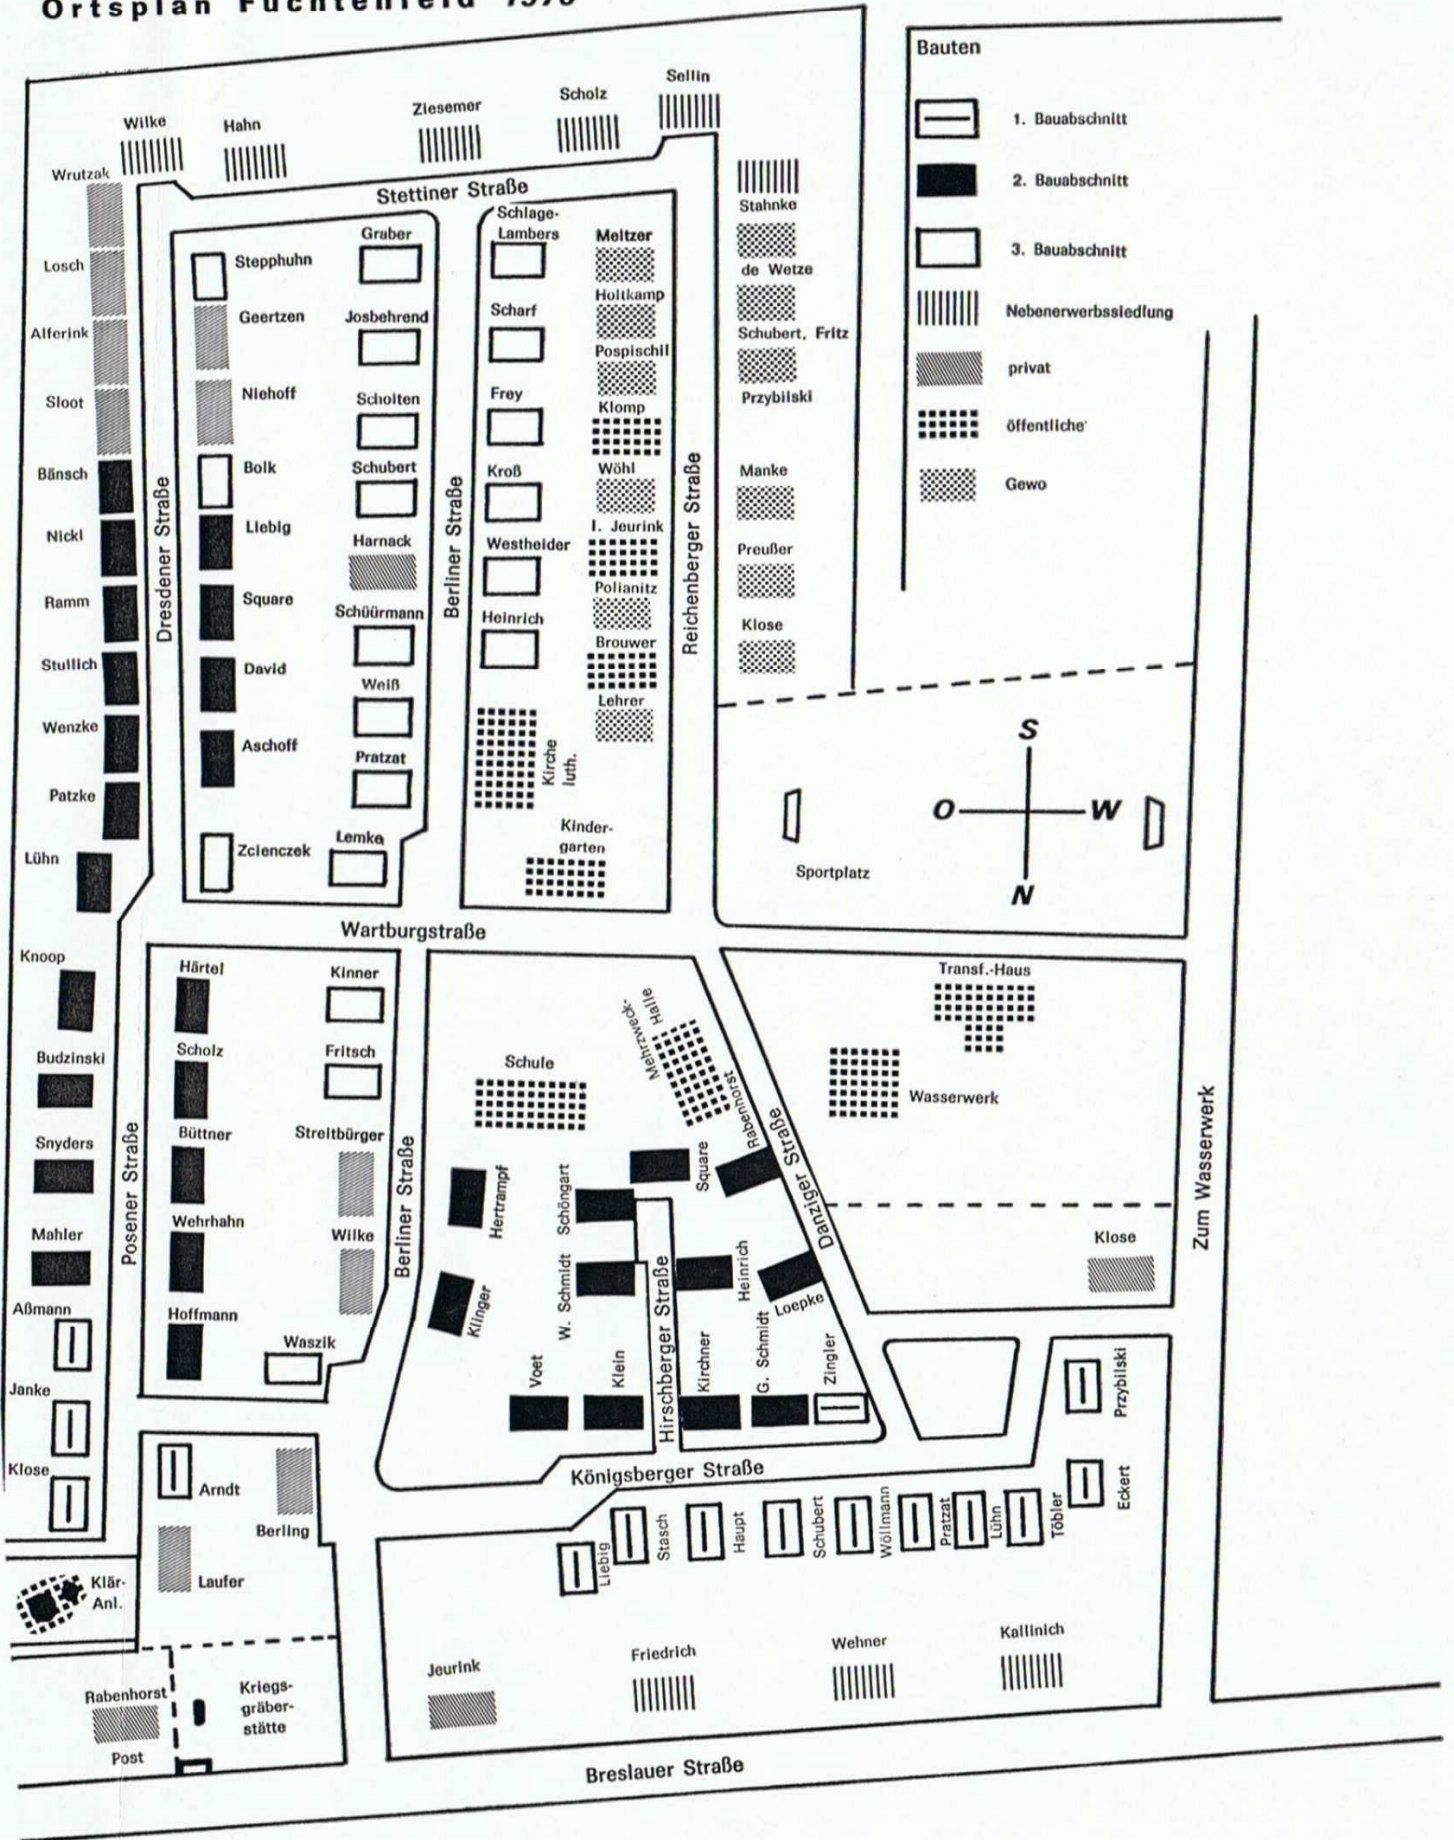 Ortsplan Füchtenfeld
Bauten
1. Bauabschnitt
2. Bauabschnitt
3. Bauabschnitt
Nebenerwerbssiedlung
privat
öffentliche
Gewo
Wilke
Hahn
Ziesemer
Scholz
Sellin
Wrutzak
Stettiner Straße
Stahnke
Losch
Stepphuhn
Gruber
Schlage-
Lambers
Meltzer
de Wetze
Alferink
Geertzen
Josbehrend
Scharf
Holtkamp
Schubert, Fritz
Sloot
Niehoff
Scholten
Frey
Pospischil
Przybilski
Bänsch
Bolk
Schubert
Kroß
Klomp
Wöhl
Manke
Nickl
Liebig
Harnack
Westheider
I. Jeurink
Preußer
Dresdener Straße
Berliner Straße
Reichenberger Straße
Ramm
Square
Schüürmann
Heinrich
Polianitz
Klose
Stullich
David
Weiß
Brouwer
Wenzke
Aschoff
Pratzat
Lehrer
Kirche
luth.
Patzke
Lühn
Zcienczek
Lemke
Kinder-
garten
S
O
W
N
Sportplatz
Wartburgstraße
Knoop
Härtel
Kinner
Transf.-Haus
Mehrzweck-
Halle
Budzinski
Scholz
Fritsch
Schule
Wasserwerk
Snyders
Büttner
Streitbürger
Rabenhorst
Posener Straße
Berliner Straße
Danziger Straße
Zum Wasserwerk
Mahler
Wehrhahn
Wilke
Hertrampf
Schöngart
Square
Klose
Aßmann
Hoffmann
Waszik
Klinger
W. Schmidt
Heinrich
Loepke
Hirschberger Straße
Janke
Voet
Klein
Kirchner
G. Schmidt
Zingler
Przybilski
Klose
Arndt
Berling
Königsberger Straße
Eckert
Liebig
Stasch
Haupt
Schubert
Wöllmann
Pratzat
Lühn
Töbler
Klär-
Anl.
Laufer
Rabenhorst
Post
Kriegs-
gräber-
stätte
Jeurink
Friedrich
Wehner
Kallinich
Breslauer Straße